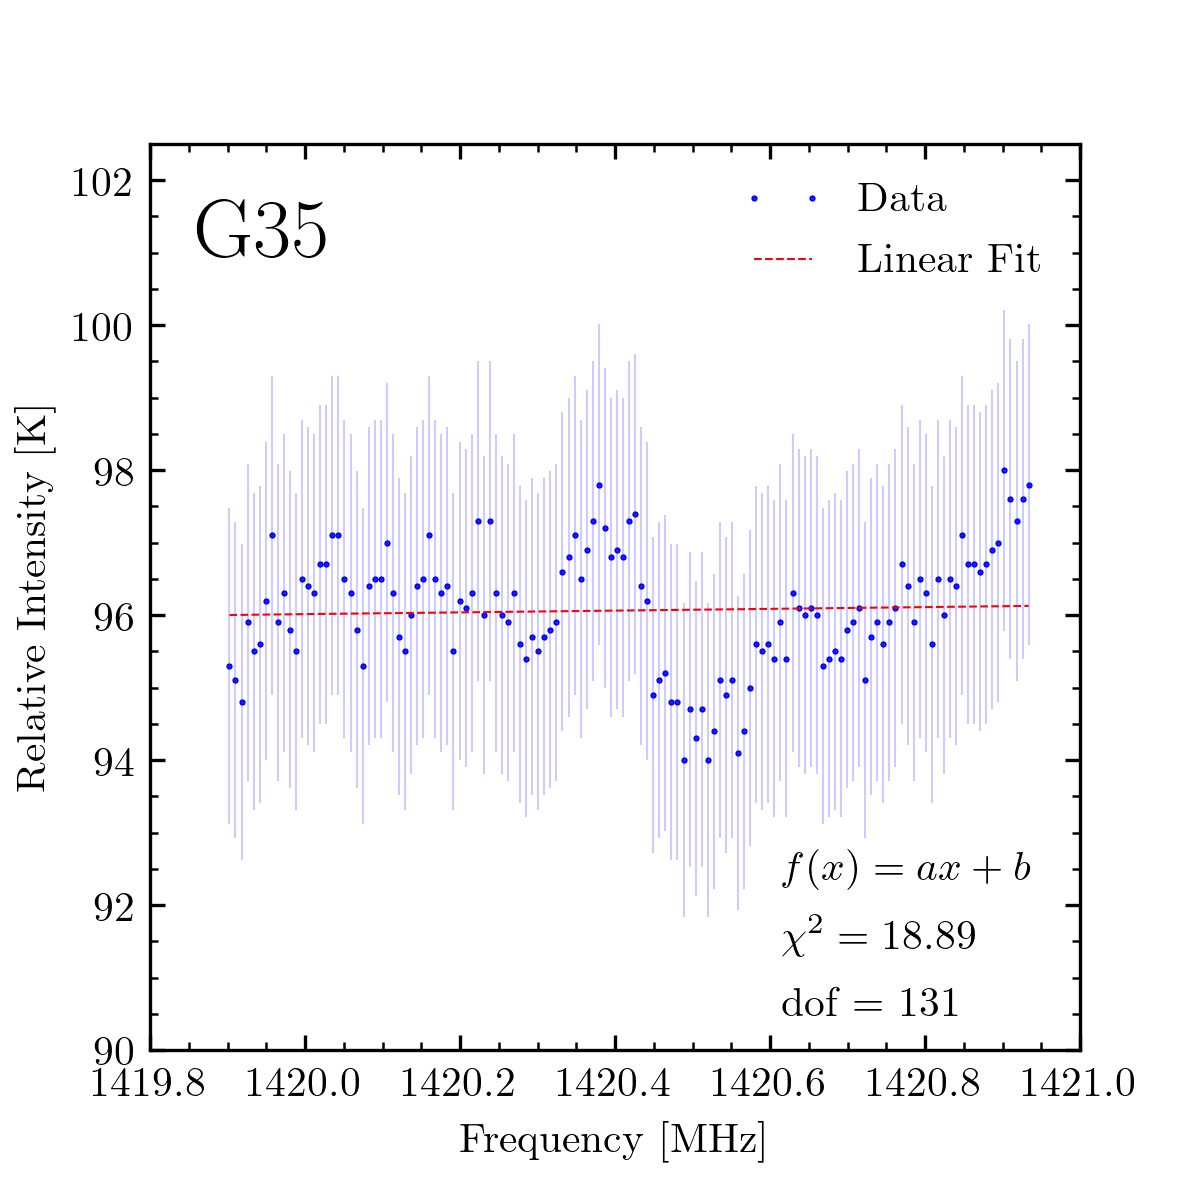 G35
Data
Linear Fit
102
100
98
96
94
92
90
Relative Intensity [K]
f(x) = ax + b
χ² = 18.89
dof = 131
1419.8 1420.0 1420.2 1420.4 1420.6 1420.8 1421.0
Frequency [MHz]